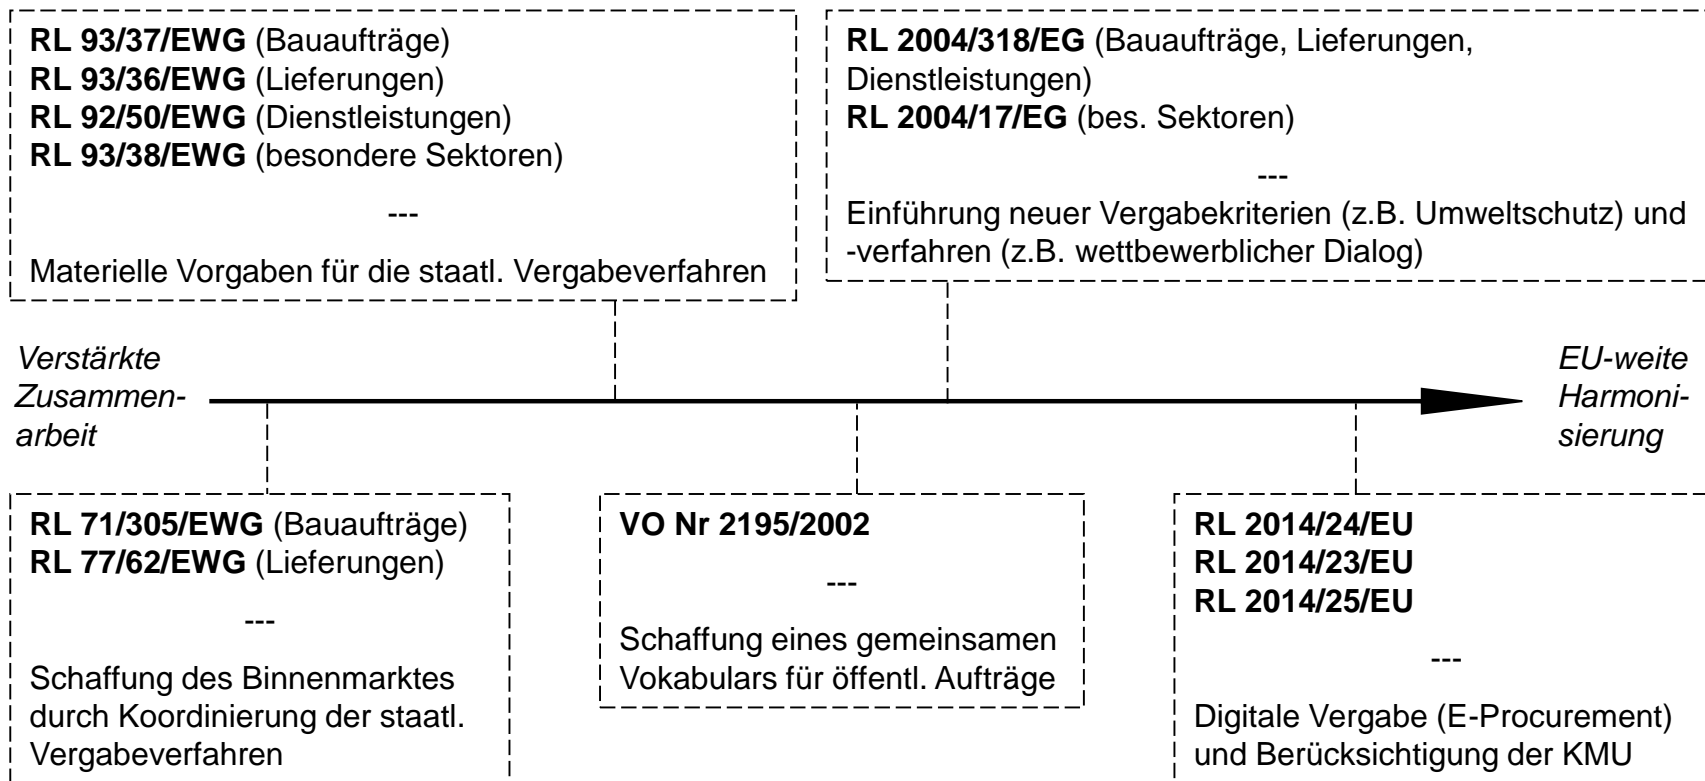 RL 93/37/EWG (Bauaufträge)
RL 93/36/EWG (Lieferungen)
RL 92/50/EWG (Dienstleistungen)
RL 93/38/EWG (besondere Sektoren)
---
Materielle Vorgaben für die staatl. Vergabeverfahren
RL 2004/318/EG (Bauaufträge, Lieferungen,
Dienstleistungen)
RL 2004/17/EG (bes. Sektoren)
---
Einführung neuer Vergabekriterien (z.B. Umweltschutz) und
-verfahren (z.B. wettbewerblicher Dialog)
Verstärkte
Zusammen-
arbeit
EU-weite
Harmoni-
sierung
RL 71/305/EWG (Bauaufträge)
RL 77/62/EWG (Lieferungen)
---
Schaffung des Binnenmarktes
durch Koordinierung der staatl.
Vergabeverfahren
VO Nr 2195/2002
---
Schaffung eines gemeinsamen
Vokabulars für öffentl. Aufträge
RL 2014/24/EU
RL 2014/23/EU
RL 2014/25/EU
---
Digitale Vergabe (E-Procurement)
und Berücksichtigung der KMU